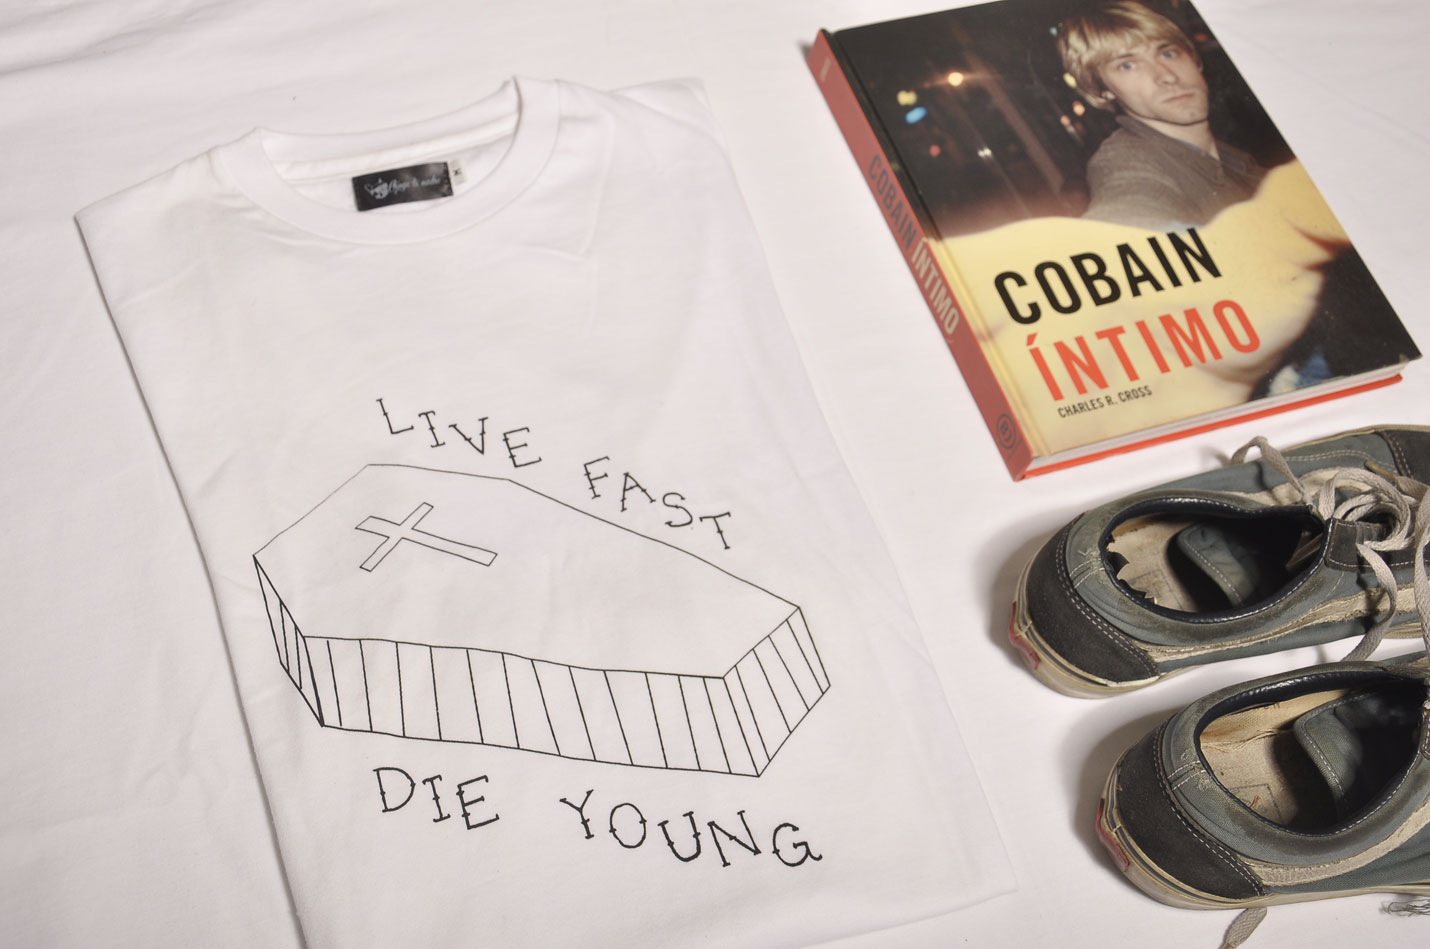 LIVE FAST
DIE YOUNG
COBAIN ÍNTIMO
COBAIN
ÍNTIMO
CHARLES R. CROSS